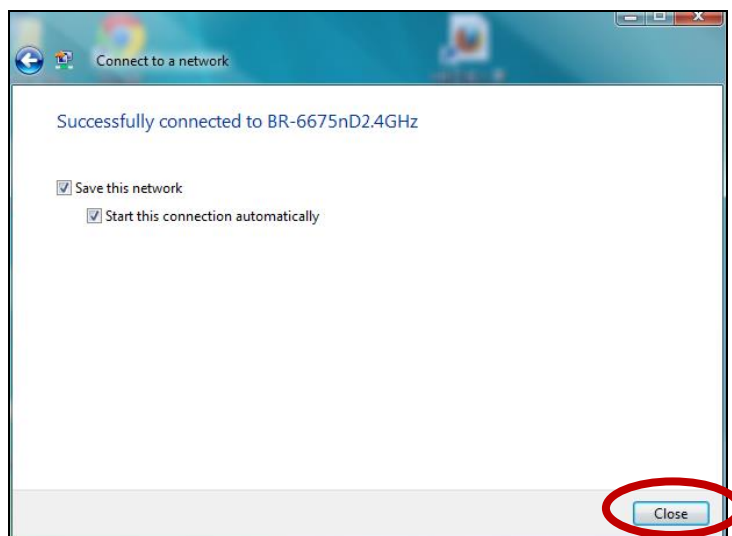 Connect to a network
Successfully connected to BR-6675nD2.4GHz
Save this network
Start this connection automatically
Close